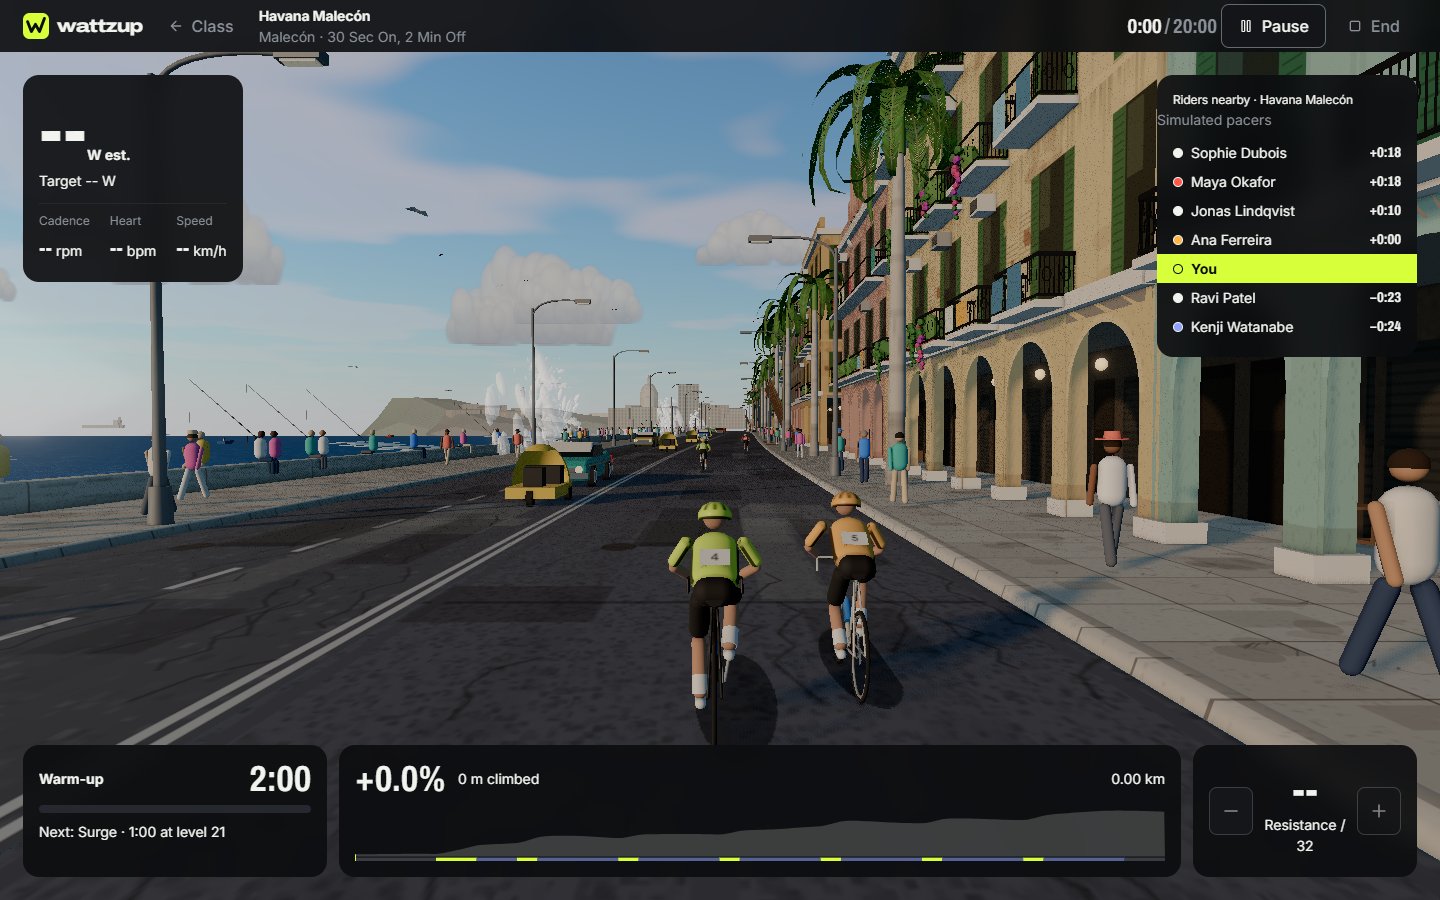 W wattzup
← Class
Havana Malecón
Malecón · 30 Sec On, 2 Min Off
0:00 / 20:00
Pause
End
--
W est.
Target -- W
Cadence Heart Speed
-- rpm -- bpm -- km/h
Riders nearby · Havana Malecón
Simulated pacers
Sophie Dubois +0:18
Maya Okafor +0:18
Jonas Lindqvist +0:10
Ana Ferreira +0:00
You
Ravi Patel −0:23
Kenji Watanabe −0:24
4
5
Warm-up 2:00
Next: Surge · 1:00 at level 21
+0.0% 0 m climbed 0.00 km
− -- +
Resistance /
32